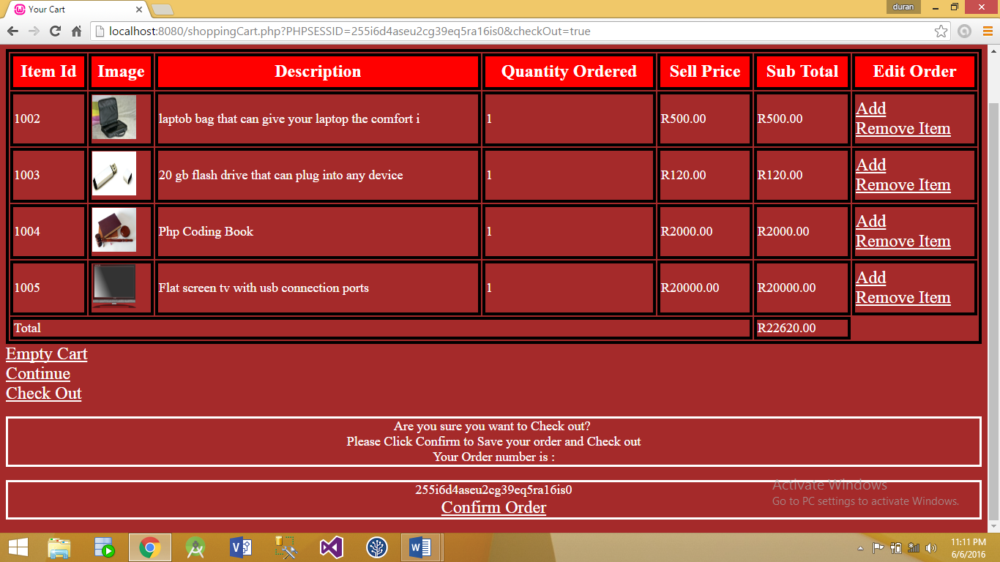 Your Cart
duran
localhost:8080/shoppingCart.php?PHPSESSID=255i6d4aseu2cg39eq5ra16is0&checkOut=true
Item Id Image Description Quantity Ordered Sell Price Sub Total Edit Order
1002 laptob bag that can give your laptop the comfort i 1 R500.00 R500.00 Add
Remove Item
1003 20 gb flash drive that can plug into any device 1 R120.00 R120.00 Add
Remove Item
1004 Php Coding Book 1 R2000.00 R2000.00 Add
Remove Item
1005 Flat screen tv with usb connection ports 1 R20000.00 R20000.00 Add
Remove Item
Total R22620.00
Empty Cart
Continue
Check Out
Are you sure you want to Check out?
Please Click Confirm to Save your order and Check out
Your Order number is :
255i6d4aseu2cg39eq5ra16is0
Confirm Order
Activate Windows
Go to PC settings to activate Windows.
11:11 PM
6/6/2016